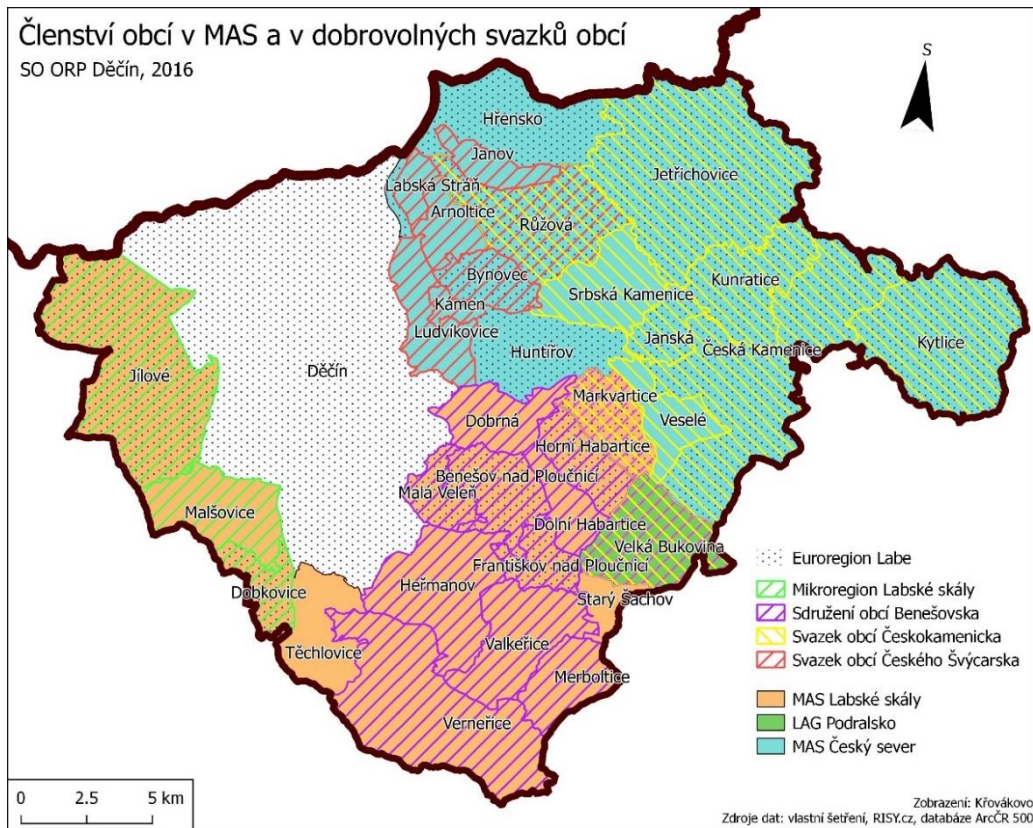 Členství obcí v MAS a v dobrovolných svazků obcí
SO ORP Děčín, 2016
S
Hřensko
Janov
Jetřichovice
Labská Stráň
Arnoltice
Růžová
Bynovec
Kunratice
Srbská Kamenice
Kámen
Ludvíkovice
Janská
Česká Kamenice
Kytlice
Huntířov
Děčín
Jílové
Markvartice
Dobrná
Veselé
Horní Habartice
Benešov nad Ploučnicí
Malá Veleň
Malšovice
Dolní Habartice
Velká Bukovina
Františkov nad Ploučnicí
Heřmanov
Dobkovice
Starý Šachov
Těchlovice
Valkeřice
Merboltice
Verneřice
Euroregion Labe
Mikroregion Labské skály
Sdružení obcí Benešovska
Svazek obcí Českokamenicka
Svazek obcí Českého Švýcarska
MAS Labské skály
LAG Podralsko
MAS Český sever
0 2.5 5 km
Zobrazení: Křovákovo
Zdroje dat: vlastní šetření, RISY.cz, databáze ArcČR 500